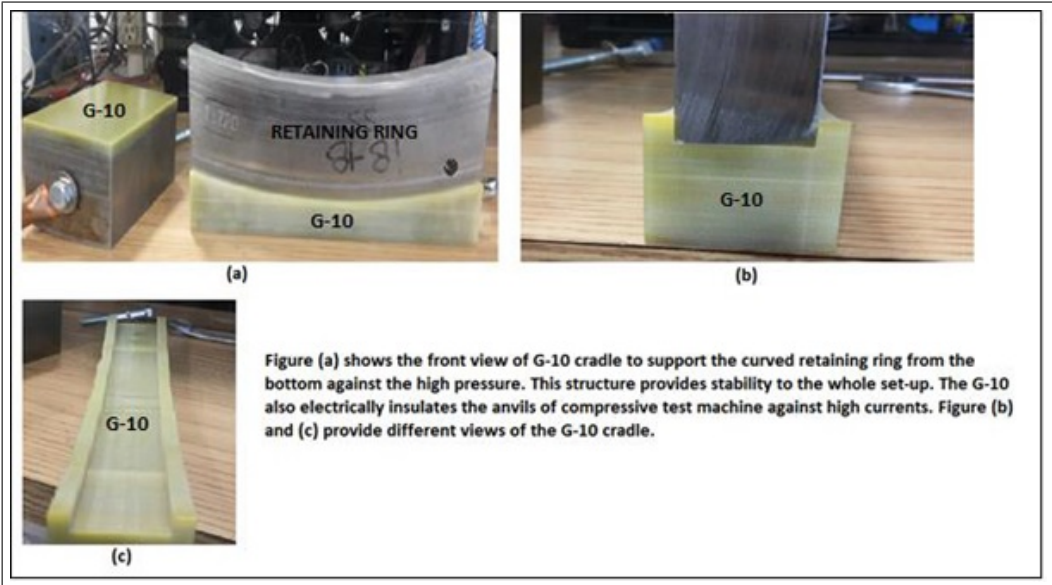 G-10
RETAINING RING
18-48
G-10
(a)
G-10
(b)
G-10
(c)
Figure (a) shows the front view of G-10 cradle to support the curved retaining ring from the
bottom against the high pressure. This structure provides stability to the whole set-up. The G-10
also electrically insulates the anvils of compressive test machine against high currents. Figure (b)
and (c) provide different views of the G-10 cradle.